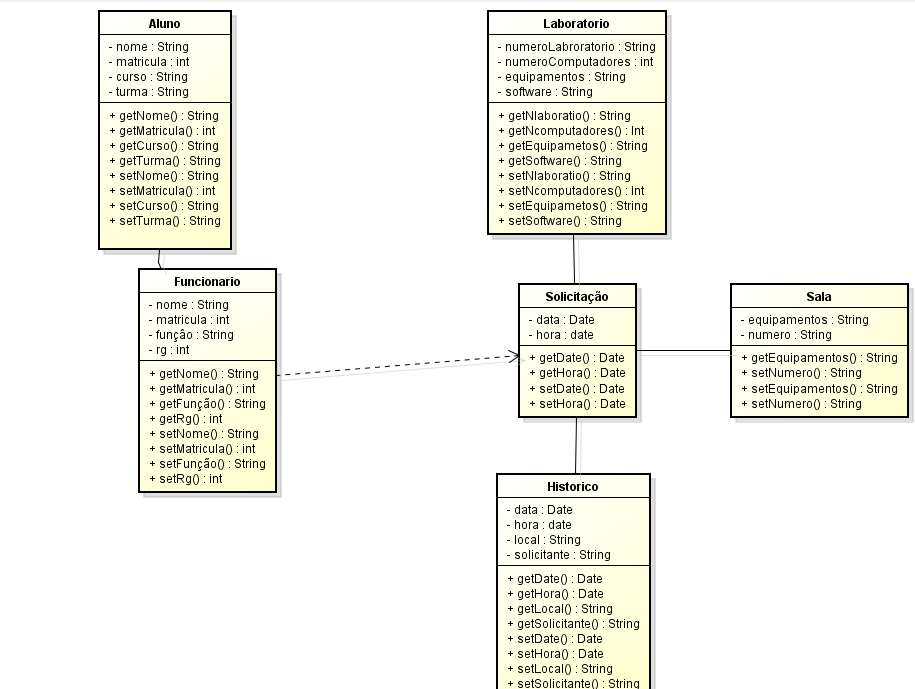 Aluno
- nome : String
- matricula : int
- curso : String
- turma : String
+ getNome() : String
+ getMatricula() : int
+ getCurso() : String
+ getTurma() : String
+ setNome() : String
+ setMatricula() : int
+ setCurso() : String
+ setTurma() : String
Laboratorio
- numeroLabroratorio : String
- numeroComputadores : int
- equipamentos : String
- software : String
+ getNlaboratio() : String
+ getNcomputadores() : Int
+ getEquipametos() : String
+ getSoftware() : String
+ setNlaboratio() : String
+ setNcomputadores() : Int
+ setEquipametos() : String
+ setSoftware() : String
Funcionario
- nome : String
- matricula : int
- função : String
- rg : int
+ getNome() : String
+ getMatricula() : int
+ getFunção() : String
+ getRg() : int
+ setNome() : String
+ setMatricula() : int
+ setFunção() : String
+ setRg() : int
Solicitação
- data : Date
- hora : date
+ getDate() : Date
+ getHora() : Date
+ setDate() : Date
+ setHora() : Date
Sala
- equipamentos : String
- numero : String
+ getEquipamentos() : String
+ setNumero() : String
+ setEquipamentos() : String
+ setNumero() : String
Historico
- data : Date
- hora : date
- local : String
- solicitante : String
+ getDate() : Date
+ getHora() : Date
+ getLocal() : String
+ getSolicitante() : String
+ setDate() : Date
+ setHora() : Date
+ setLocal() : String
+ setSolicitante() : String